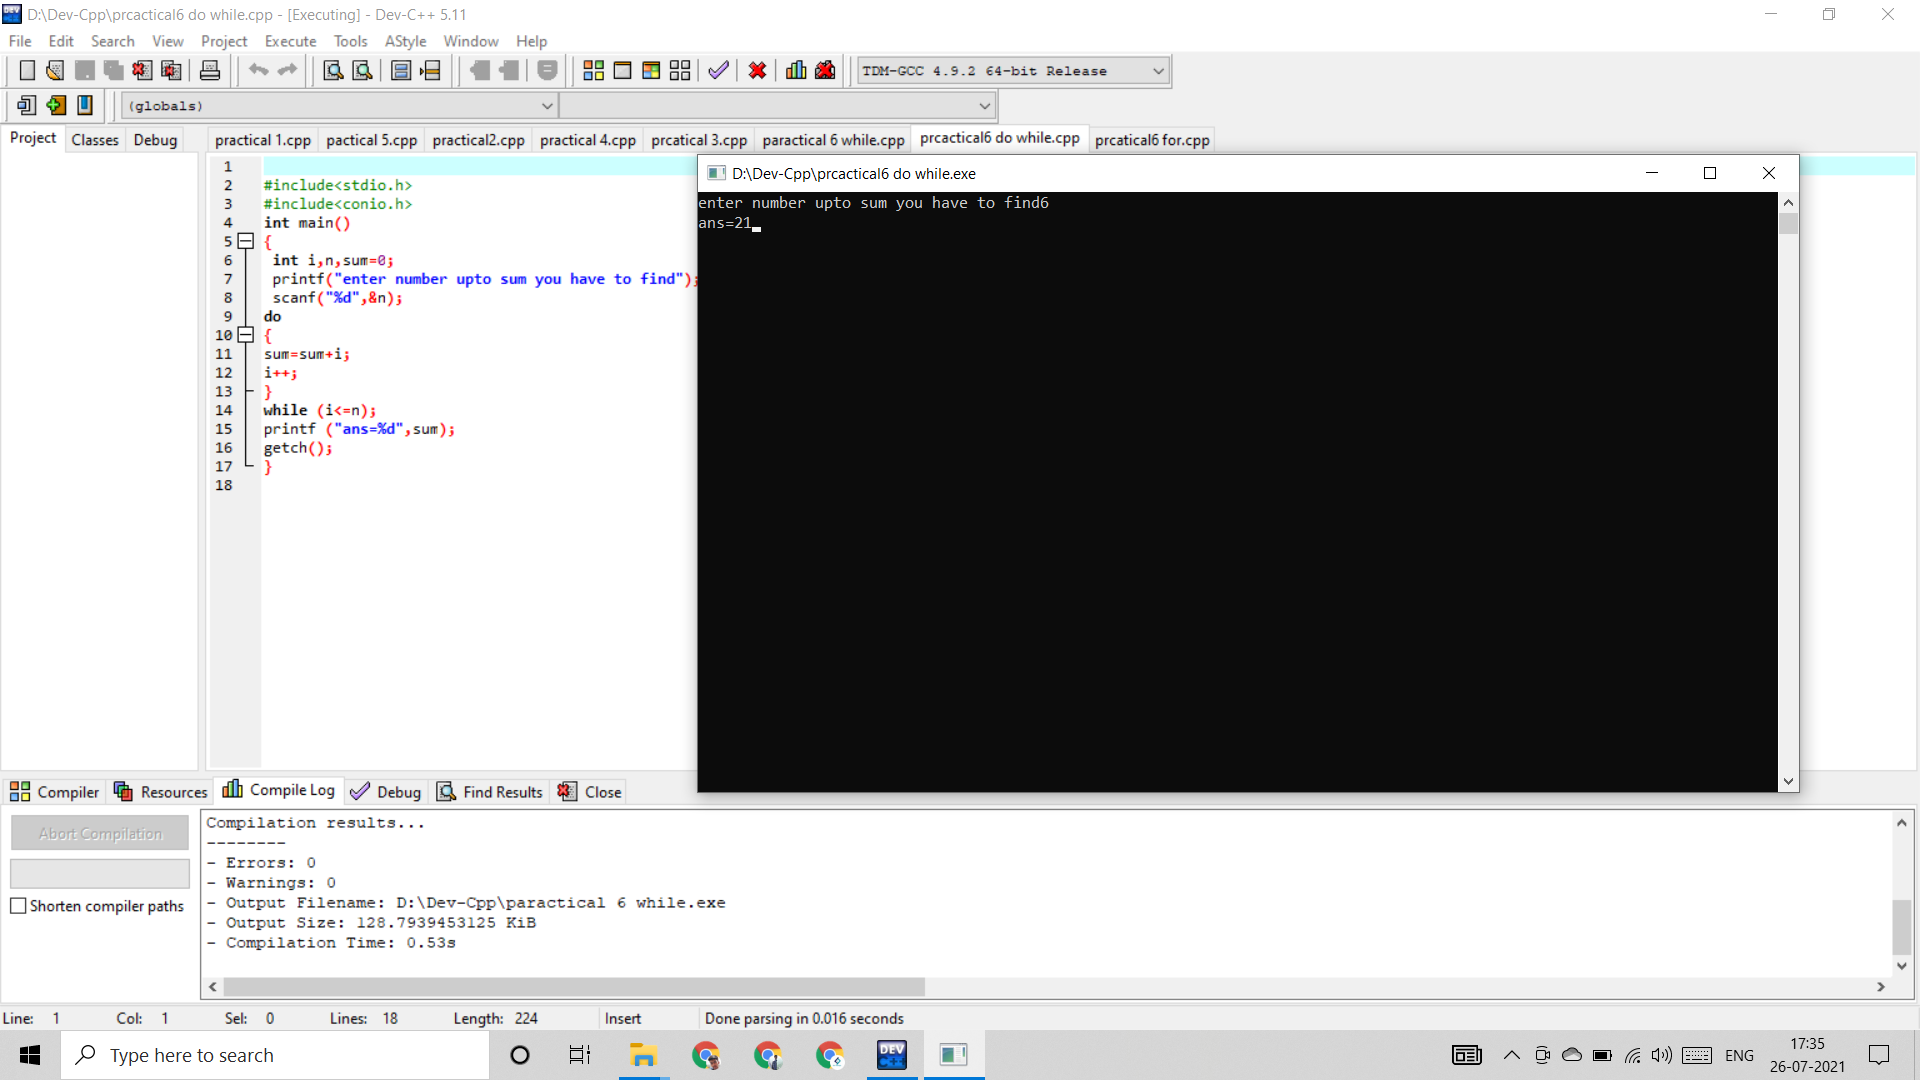 D:\Dev-Cpp\prcactical6 do while.cpp - [Executing] - Dev-C++ 5.11
File Edit Search View Project Execute Tools AStyle Window Help
TDM-GCC 4.9.2 64-bit Release
(globals)
Project Classes Debug
practical 1.cpp pactical 5.cpp practical2.cpp practical 4.cpp prcatical 3.cpp paractical 6 while.cpp prcactical6 do while.cpp prcatical6 for.cpp
1
2 #include<stdio.h>
3 #include<conio.h>
4 int main()
5 {
6 int i,n,sum=0;
7 printf("enter number upto sum you have to find");
8 scanf("%d",&n);
9 do
10 {
11 sum=sum+i;
12 i++;
13 }
14 while (i<=n);
15 printf ("ans=%d",sum);
16 getch();
17 }
18
D:\Dev-Cpp\prcactical6 do while.exe
enter number upto sum you have to find6
ans=21
Compiler Resources Compile Log Debug Find Results Close
Abort Compilation
Shorten compiler paths
Compilation results...
--------
- Errors: 0
- Warnings: 0
- Output Filename: D:\Dev-Cpp\paractical 6 while.exe
- Output Size: 128.7939453125 KiB
- Compilation Time: 0.53s
Line: 1 Col: 1 Sel: 0 Lines: 18 Length: 224 Insert Done parsing in 0.016 seconds
Type here to search
DEV C++
ENG
17:35
26-07-2021